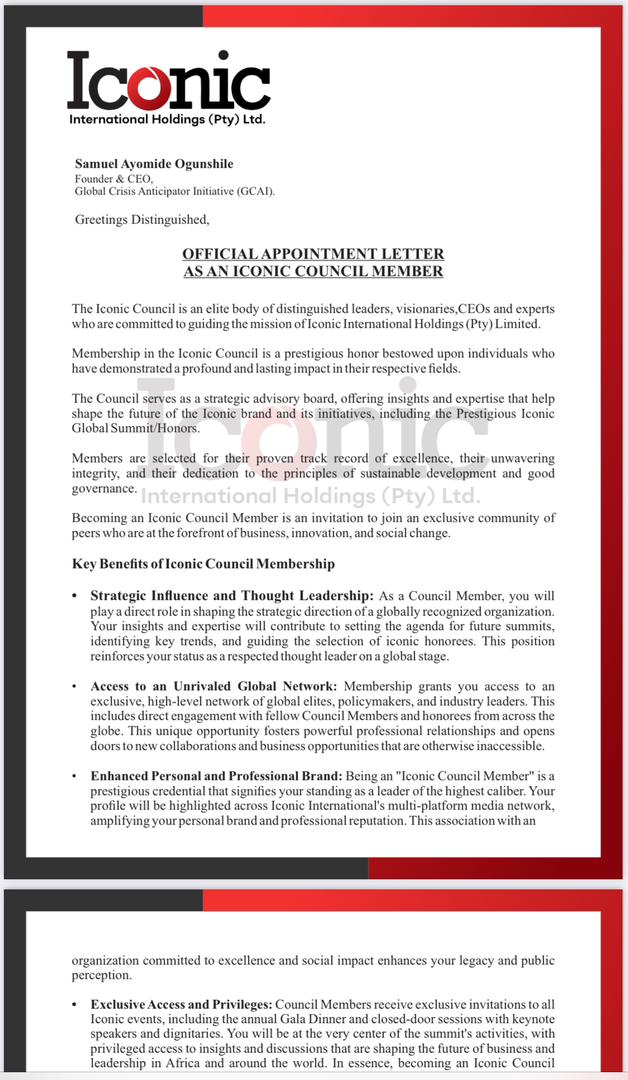 Iconic
International Holdings (Pty) Ltd.
Samuel Ayomide Ogunshile
Founder & CEO,
Global Crisis Anticipator Initiative (GCAI).
Greetings Distinguished,
OFFICIAL APPOINTMENT LETTER
AS AN ICONIC COUNCIL MEMBER
The Iconic Council is an elite body of distinguished leaders, visionaries,CEOs and experts
who are committed to guiding the mission of Iconic International Holdings (Pty) Limited.
Membership in the Iconic Council is a prestigious honor bestowed upon individuals who
have demonstrated a profound and lasting impact in their respective fields.
The Council serves as a strategic advisory board, offering insights and expertise that help
shape the future of the Iconic brand and its initiatives, including the Prestigious Iconic
Global Summit/Honors.
Members are selected for their proven track record of excellence, their unwavering
integrity, and their dedication to the principles of sustainable development and good
governance.
Iconic
International Holdings (Pty) Ltd.
Becoming an Iconic Council Member is an invitation to join an exclusive community of
peers who are at the forefront of business, innovation, and social change.
Key Benefits of Iconic Council Membership
• Strategic Influence and Thought Leadership: As a Council Member, you will
play a direct role in shaping the strategic direction of a globally recognized organization.
Your insights and expertise will contribute to setting the agenda for future summits,
identifying key trends, and guiding the selection of iconic honorees. This position
reinforces your status as a respected thought leader on a global stage.
• Access to an Unrivaled Global Network: Membership grants you access to an
exclusive, high-level network of global elites, policymakers, and industry leaders. This
includes direct engagement with fellow Council Members and honorees from across the
globe. This unique opportunity fosters powerful professional relationships and opens
doors to new collaborations and business opportunities that are otherwise inaccessible.
• Enhanced Personal and Professional Brand: Being an "Iconic Council Member" is a
prestigious credential that signifies your standing as a leader of the highest caliber. Your
profile will be highlighted across Iconic International's multi-platform media network,
amplifying your personal brand and professional reputation. This association with an
organization committed to excellence and social impact enhances your legacy and public
perception.
• Exclusive Access and Privileges: Council Members receive exclusive invitations to all
Iconic events, including the annual Gala Dinner and closed-door sessions with keynote
speakers and dignitaries. You will be at the very center of the summit's activities, with
privileged access to insights and discussions that are shaping the future of business and
leadership in Africa and around the world. In essence, becoming an Iconic Council